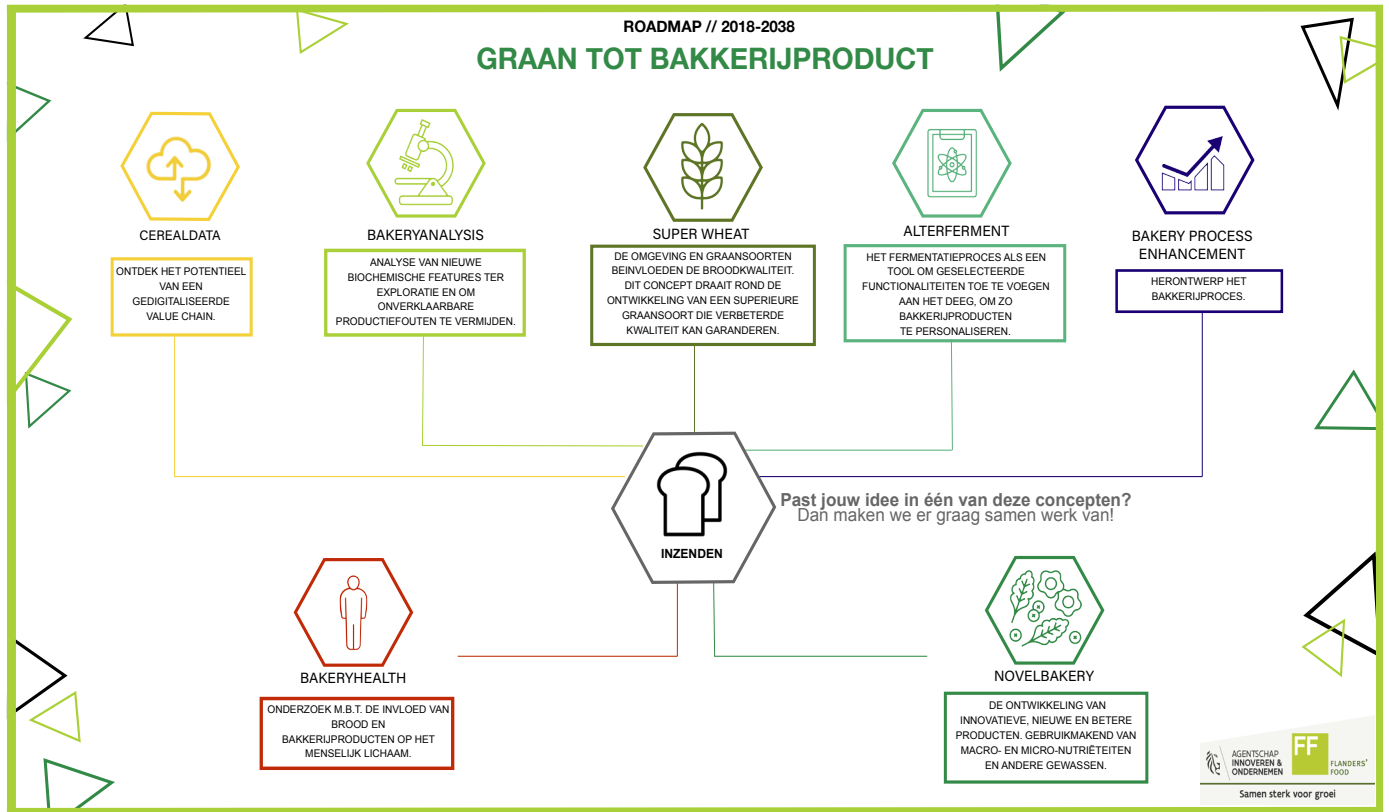 ROADMAP // 2018-2038
GRAAN TOT BAKKERIJPRODUCT
CEREALDATA
ONTDEK HET POTENTIEEL
VAN EEN
GEDIGITALISEERDE
VALUE CHAIN.
BAKERYANALYSIS
ANALYSE VAN NIEUWE
BIOCHEMISCHE FEATURES TER
EXPLORATIE EN OM
ONVERKLAARBARE
PRODUCTIEFOUTEN TE VERMIJDEN.
SUPER WHEAT
DE OMGEVING EN GRAANSOORTEN
BEINVLOEDEN DE BROODKWALITEIT.
DIT CONCEPT DRAAIT ROND DE
ONTWIKKELING VAN EEN SUPERIEURE
GRAANSOORT DIE VERBETERDE
KWALITEIT KAN GARANDEREN.
ALTERFERMENT
HET FERMENTATIEPROCES ALS EEN
TOOL OM GESELECTEERDE
FUNCTIONALITEITEN TOE TE VOEGEN
AAN HET DEEG, OM ZO
BAKKERIJPRODUCTEN
TE PERSONALISEREN.
BAKERY PROCESS
ENHANCEMENT
HERONTWERP HET
BAKKERIJPROCES.
INZENDEN
Past jouw idee in één van deze concepten?
Dan maken we er graag samen werk van!
BAKERYHEALTH
ONDERZOEK M.B.T. DE INVLOED VAN
BROOD EN
BAKKERIJPRODUCTEN OP HET
MENSELIJK LICHAAM.
NOVELBAKERY
DE ONTWIKKELING VAN
INNOVATIEVE, NIEUWE EN BETERE
PRODUCTEN. GEBRUIKMAKEND VAN
MACRO- EN MICRO-NUTRIËTEITEN
EN ANDERE GEWASSEN.
AGENTSCHAP
INNOVEREN &
ONDERNEMEN
FF
FLANDERS'
FOOD
Samen sterk voor groei